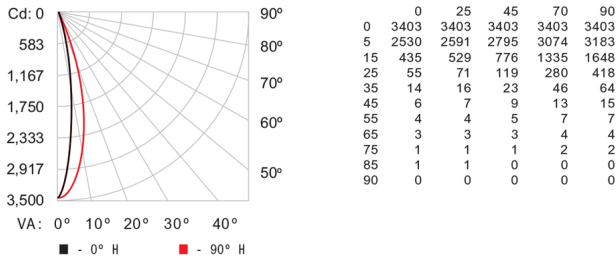 Cd: 0
583
1,167
1,750
2,333
2,917
3,500
90º
80º
70º
60º
50º
VA: 0º 10º 20º 30º 40º
- 0º H - 90º H
0 25 45 70 90
0 3403 3403 3403 3403 3403
5 2530 2591 2795 3074 3183
15 435 529 776 1335 1648
25 55 71 119 280 418
35 14 16 23 46 64
45 6 7 9 13 15
55 4 4 5 7 7
65 3 3 3 4 4
75 1 1 1 2 2
85 1 1 0 0 0
90 0 0 0 0 0